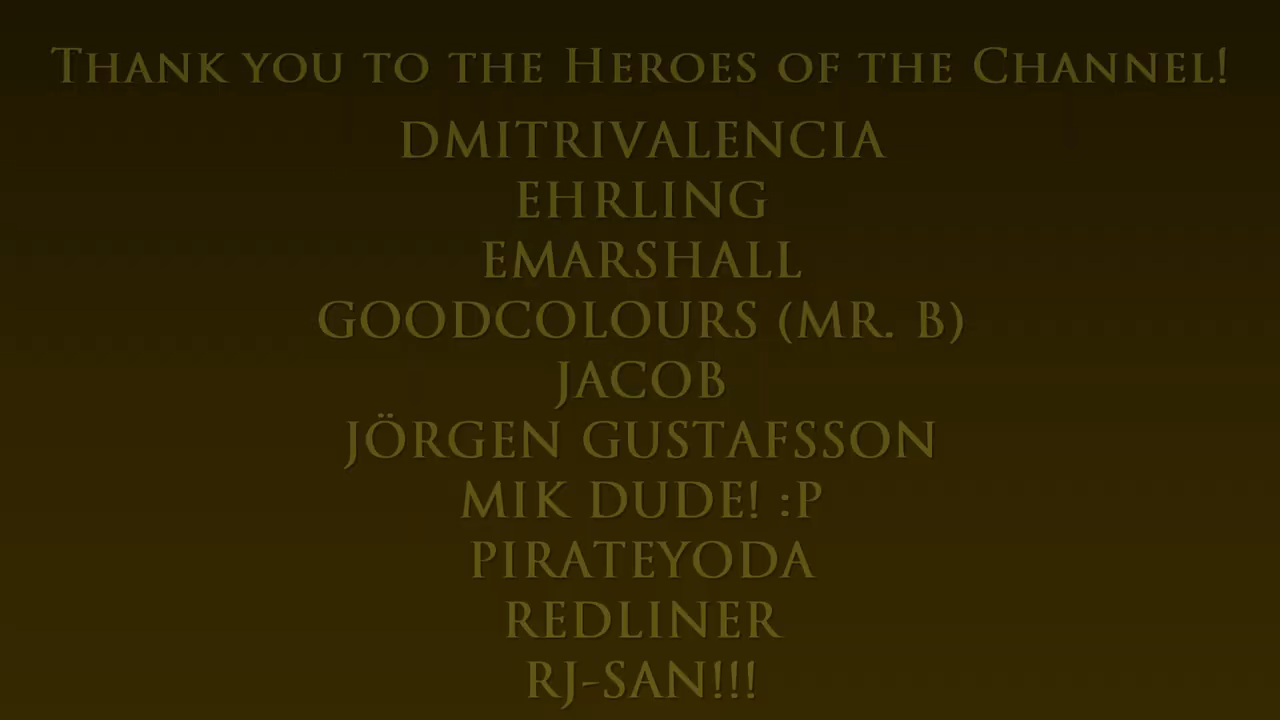 Thank you to the Heroes of the Channel!
DMITRIVALENCIA
EHRLING
EMARSHALL
GOODCOLOURS (MR. B)
JACOB
JÖRGEN GUSTAFSSON
MIK DUDE! :P
PIRATEYODA
REDLINER
RJ-SAN!!!